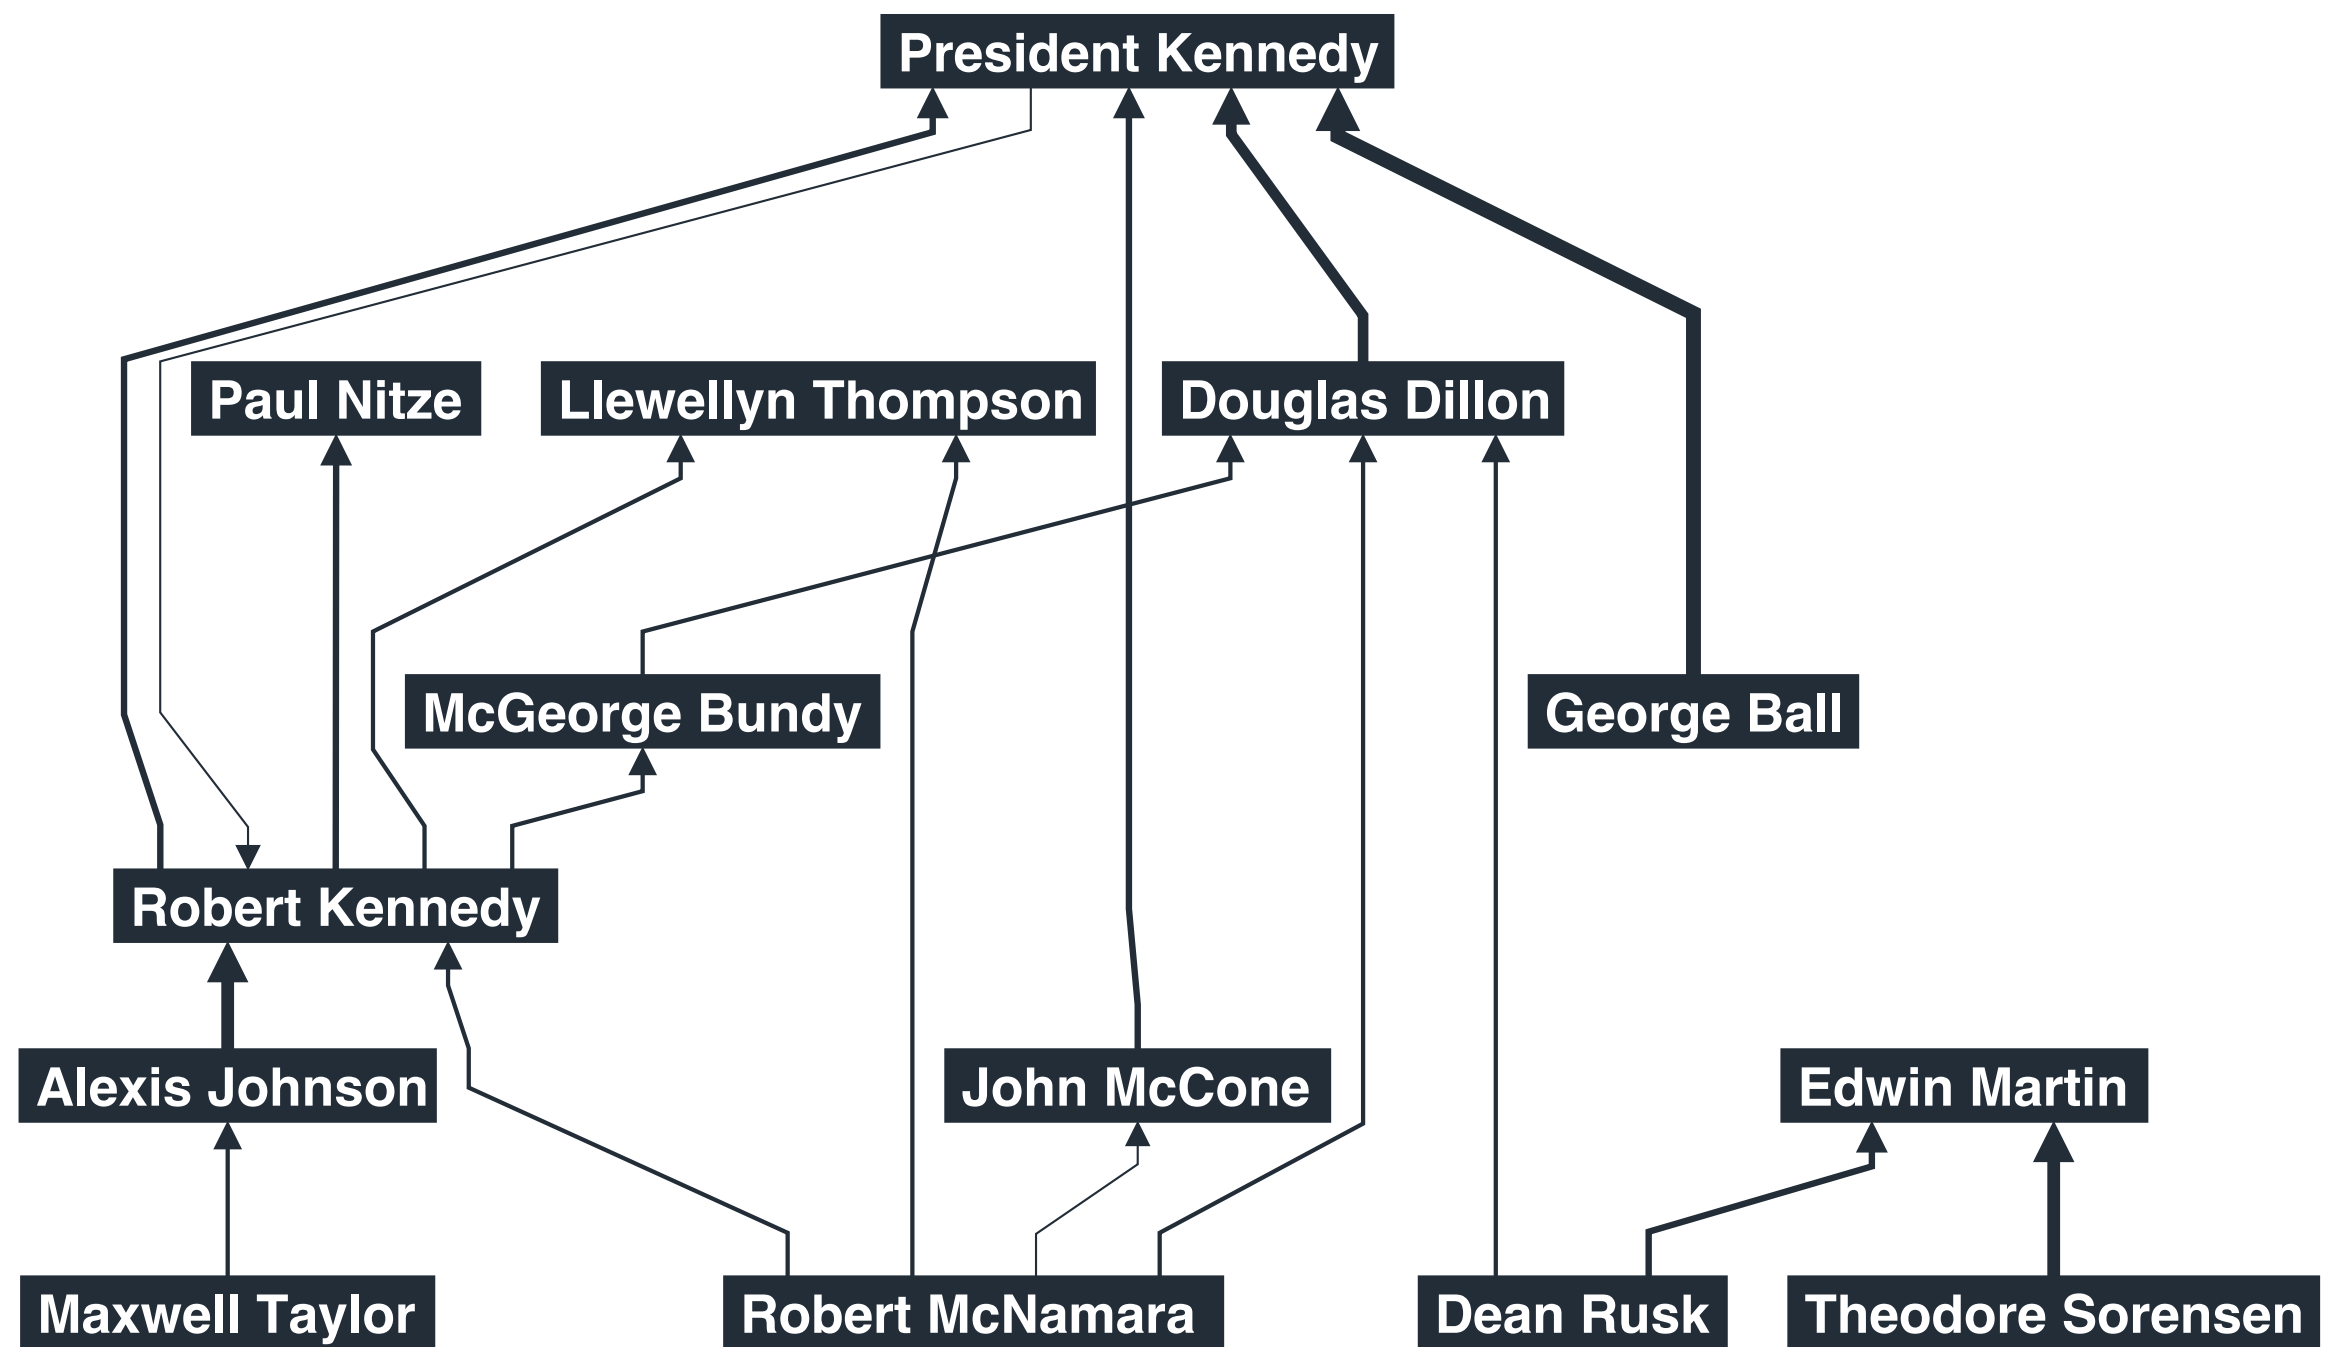 President Kennedy
Paul Nitze
Llewellyn Thompson
Douglas Dillon
McGeorge Bundy
George Ball
Robert Kennedy
Alexis Johnson
John McCone
Edwin Martin
Maxwell Taylor
Robert McNamara
Dean Rusk
Theodore Sorensen